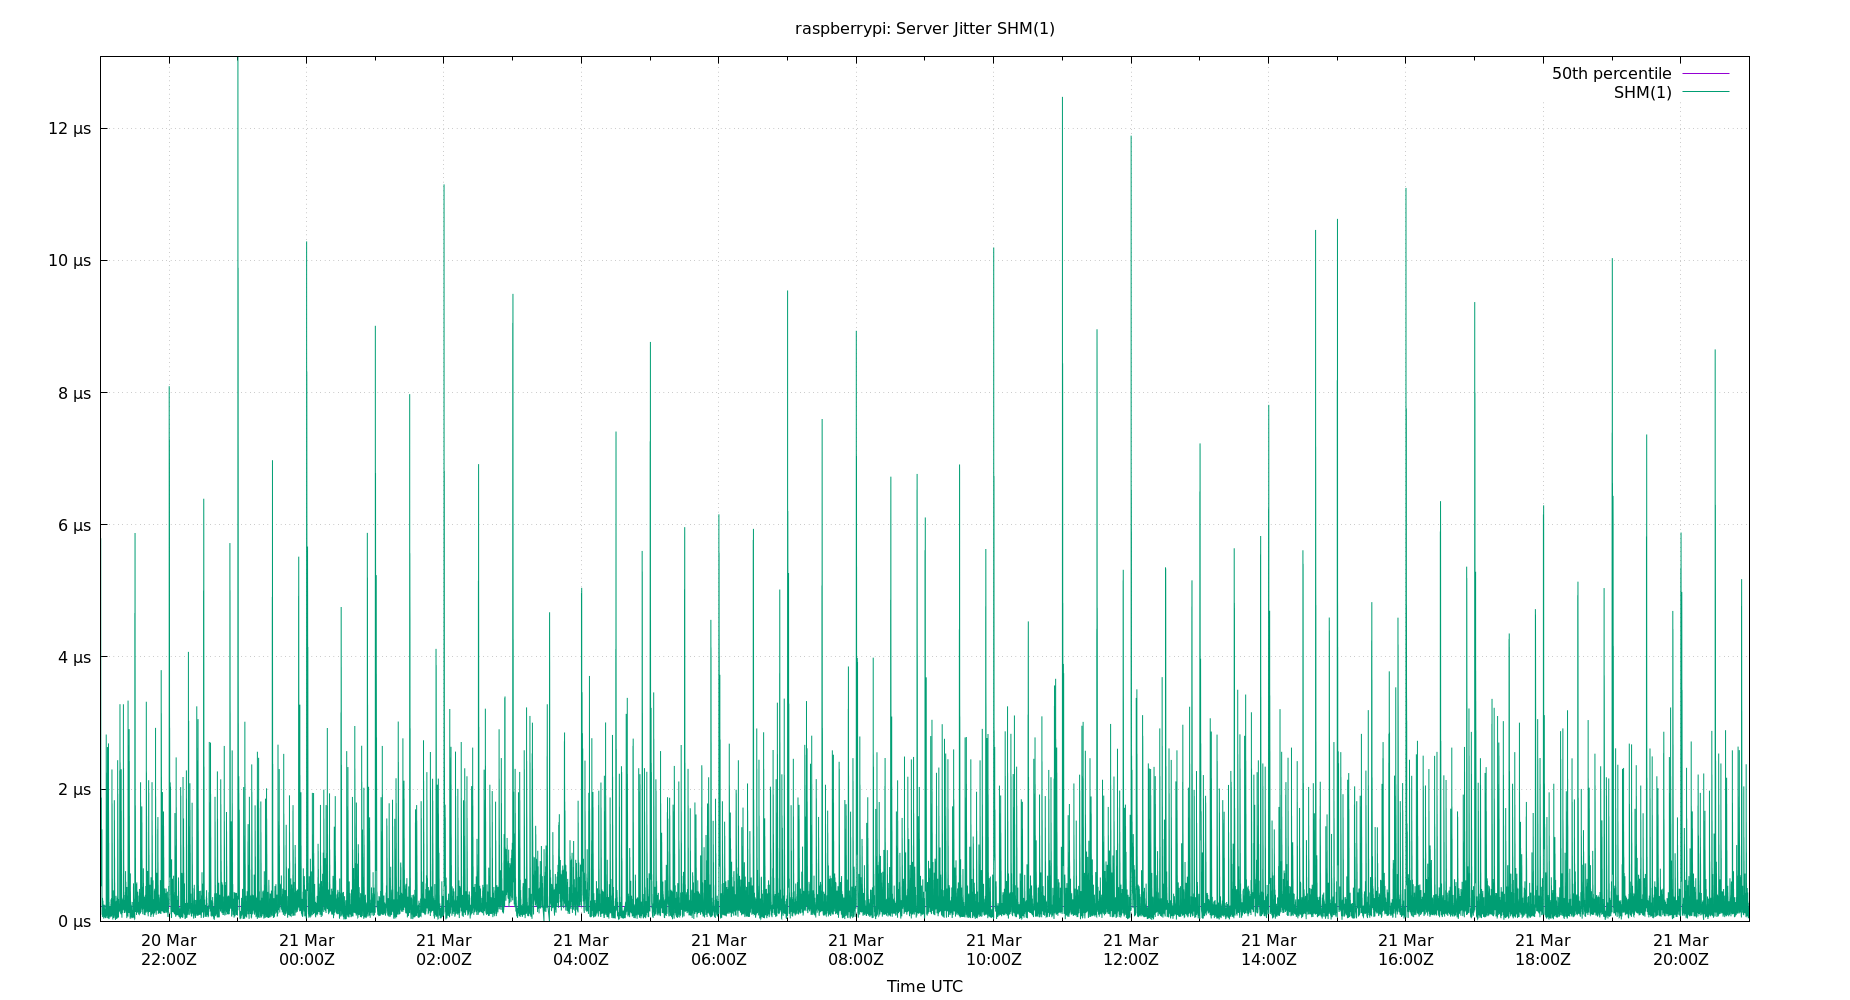 raspberrypi: Server Jitter SHM(1)
50th percentile
SHM(1)
12 µs
10 µs
8 µs
6 µs
4 µs
2 µs
0 µs
20 Mar 21 Mar 21 Mar 21 Mar 21 Mar 21 Mar 21 Mar 21 Mar 21 Mar 21 Mar 21 Mar 21 Mar
22:00Z 00:00Z 02:00Z 04:00Z 06:00Z 08:00Z 10:00Z 12:00Z 14:00Z 16:00Z 18:00Z 20:00Z
Time UTC